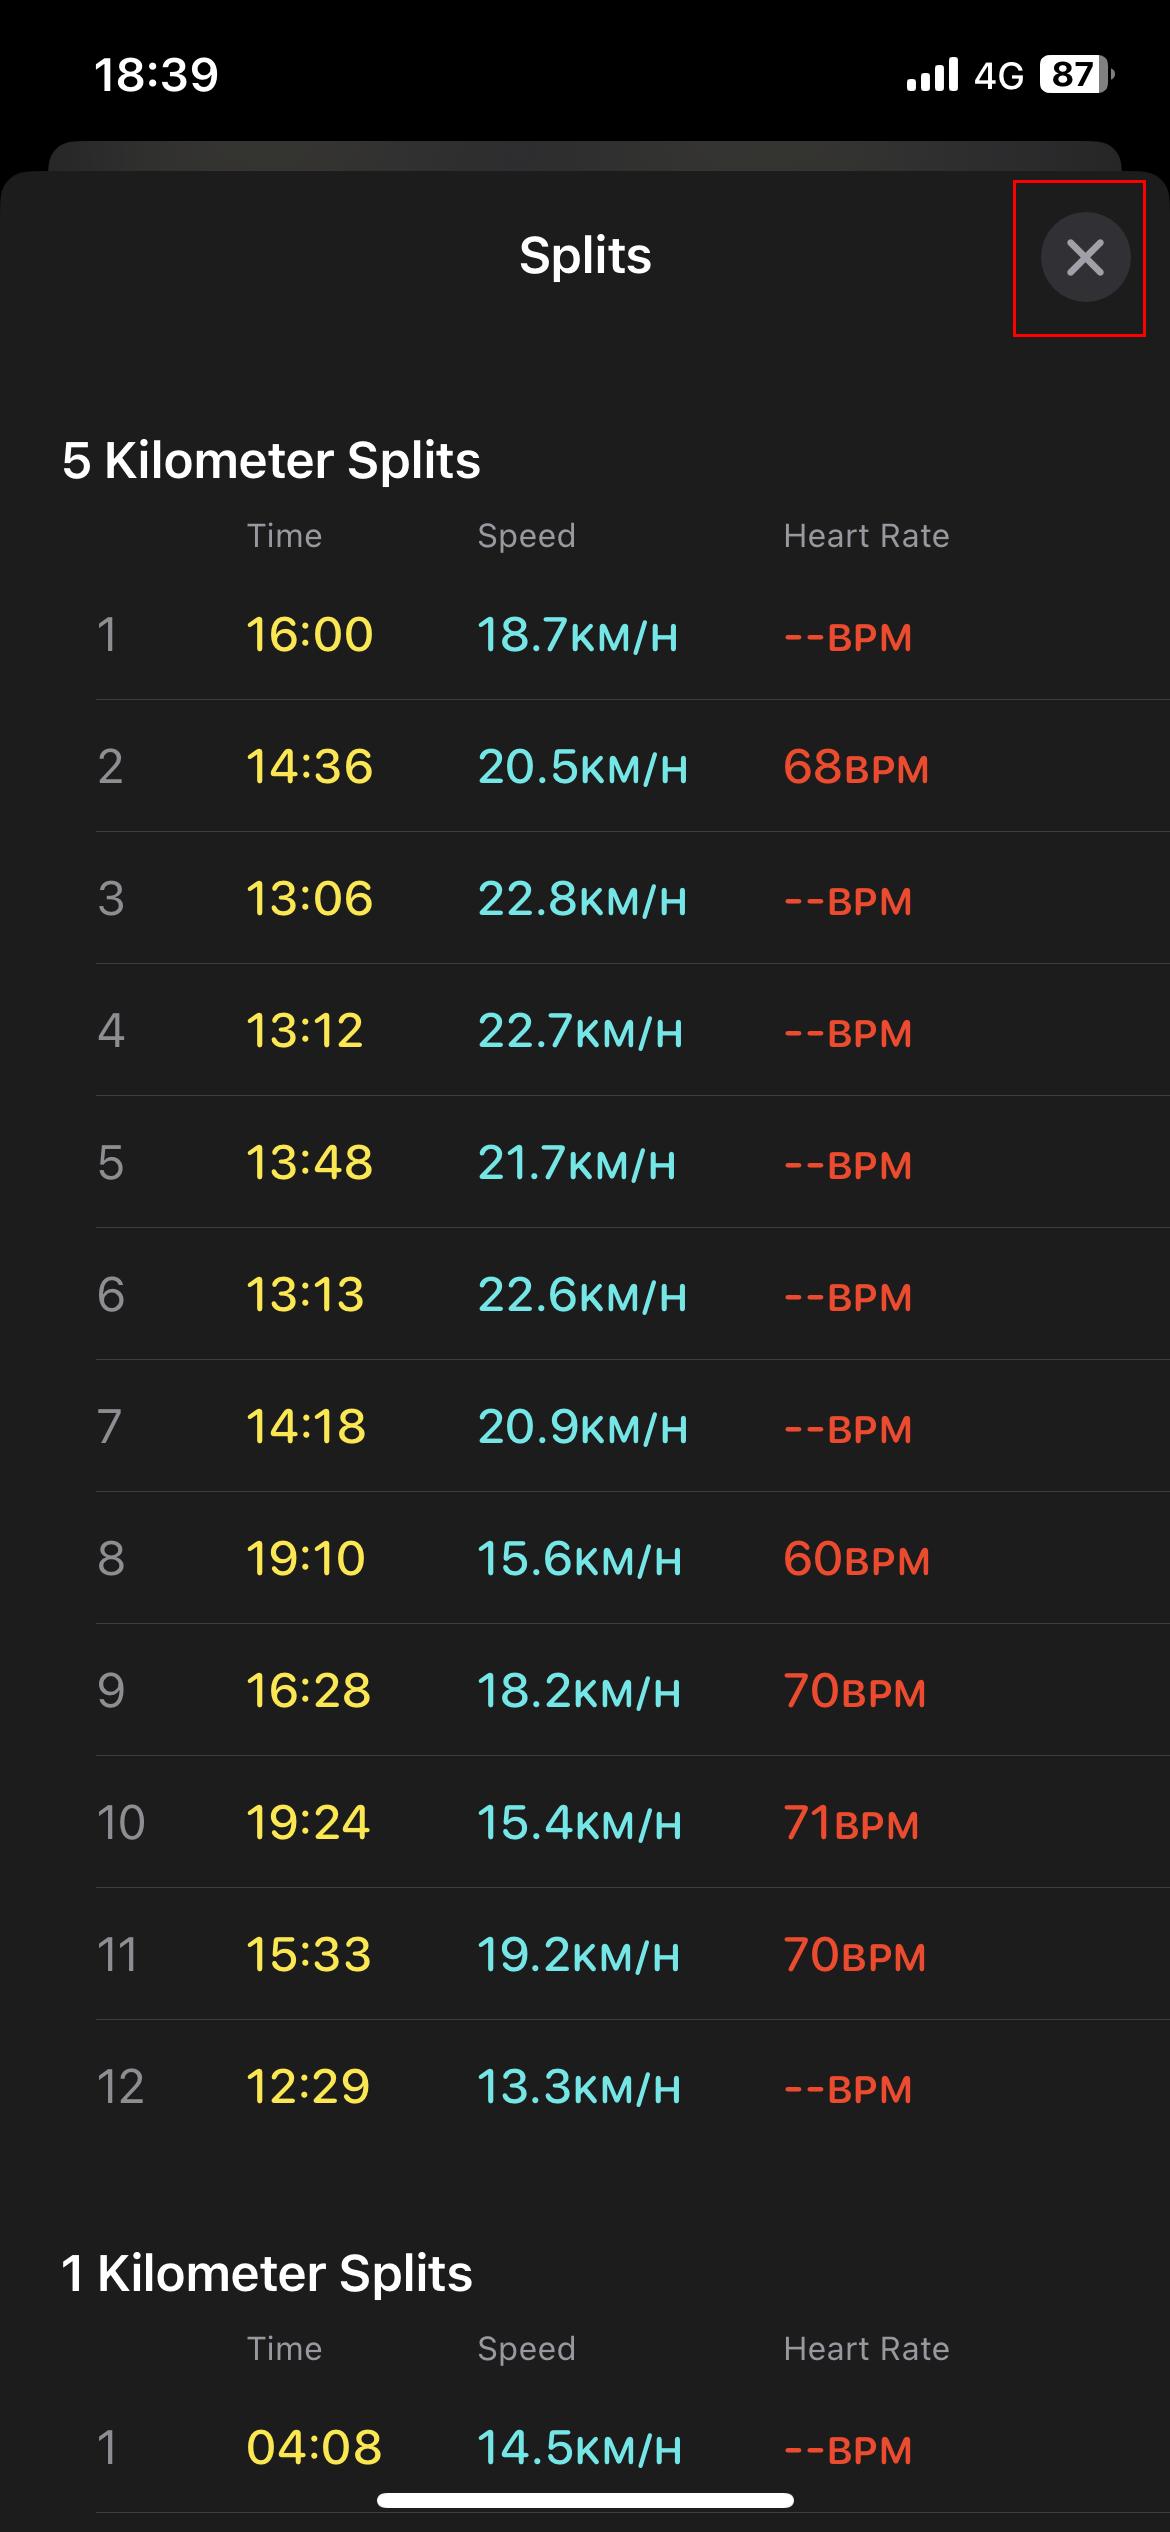 18:39 4G 87
Splits
5 Kilometer Splits
Time Speed Heart Rate
1 16:00 18.7KM/H --BPM
2 14:36 20.5KM/H 68BPM
3 13:06 22.8KM/H --BPM
4 13:12 22.7KM/H --BPM
5 13:48 21.7KM/H --BPM
6 13:13 22.6KM/H --BPM
7 14:18 20.9KM/H --BPM
8 19:10 15.6KM/H 60BPM
9 16:28 18.2KM/H 70BPM
10 19:24 15.4KM/H 71BPM
11 15:33 19.2KM/H 70BPM
12 12:29 13.3KM/H --BPM
1 Kilometer Splits
Time Speed Heart Rate
1 04:08 14.5KM/H --BPM